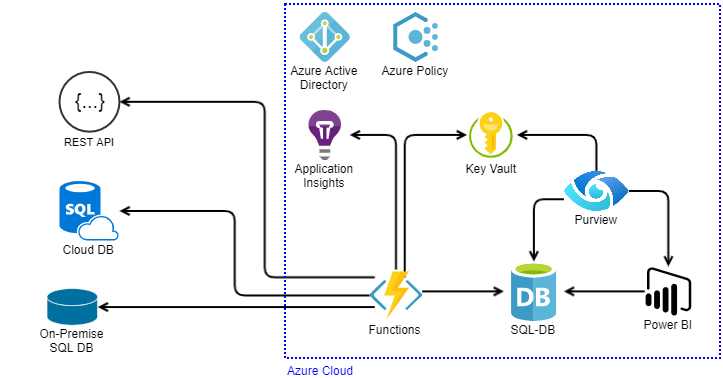 Azure Active
Directory
Azure Policy
{...}
REST API
Application
Insights
Key Vault
SQL
Cloud DB
Purview
On-Premise
SQL DB
Functions
DB
SQL-DB
Power BI
Azure Cloud